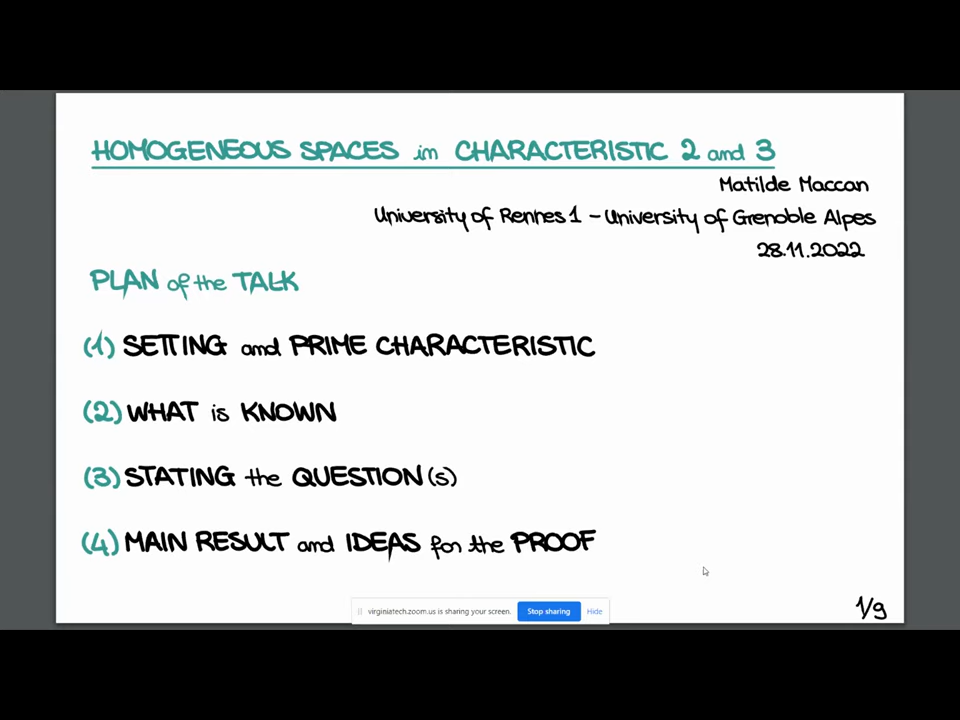 HOMOGENEOUS SPACES in CHARACTERISTIC 2 and 3
Matilde Maccan
University of Rennes 1 - University of Grenoble Alpes
28.11.2022
PLAN of the TALK
(1) SETTING and PRIME CHARACTERISTIC
(2) WHAT is KNOWN
(3) STATING the QUESTION(s)
(4) MAIN RESULT and IDEAS for the PROOF
virginiatech.zoom.us is sharing your screen. Stop sharing Hide
1/9